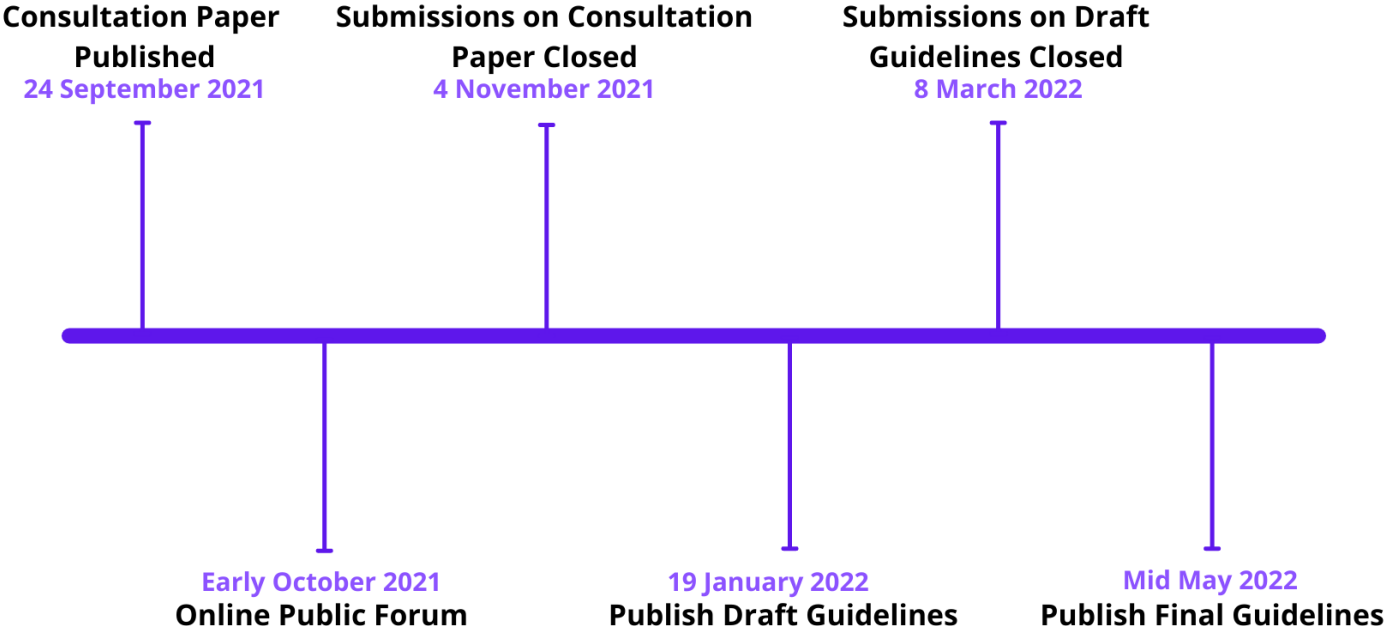 Consultation Paper
Published
24 September 2021
Submissions on Consultation
Paper Closed
4 November 2021
Submissions on Draft
Guidelines Closed
8 March 2022
Early October 2021
Online Public Forum
19 January 2022
Publish Draft Guidelines
Mid May 2022
Publish Final Guidelines